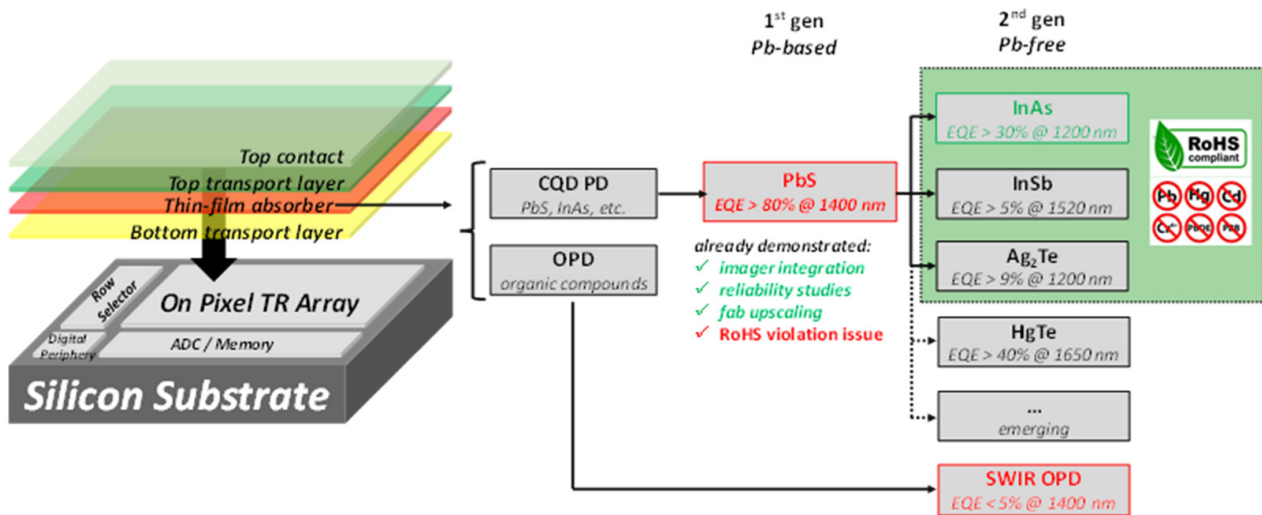 1st gen
Pb-based
2nd gen
Pb-free
Top contact
Top transport layer
Thin-film absorber
Bottom transport layer
Row
Selector
On Pixel TR Array
Digital
Periphery
ADC / Memory
Silicon Substrate
CQD PD
PbS, InAs, etc.
OPD
organic compounds
PbS
EQE > 80% @ 1400 nm
already demonstrated:
✓ imager integration
✓ reliability studies
✓ fab upscaling
✓ RoHS violation issue
InAs
EQE > 30% @ 1200 nm
InSb
EQE > 5% @ 1520 nm
Ag₂Te
EQE > 9% @ 1200 nm
HgTe
EQE > 40% @ 1650 nm
...
emerging
SWIR OPD
EQE < 5% @ 1400 nm
RoHS
compliant
Pb Hg Cd